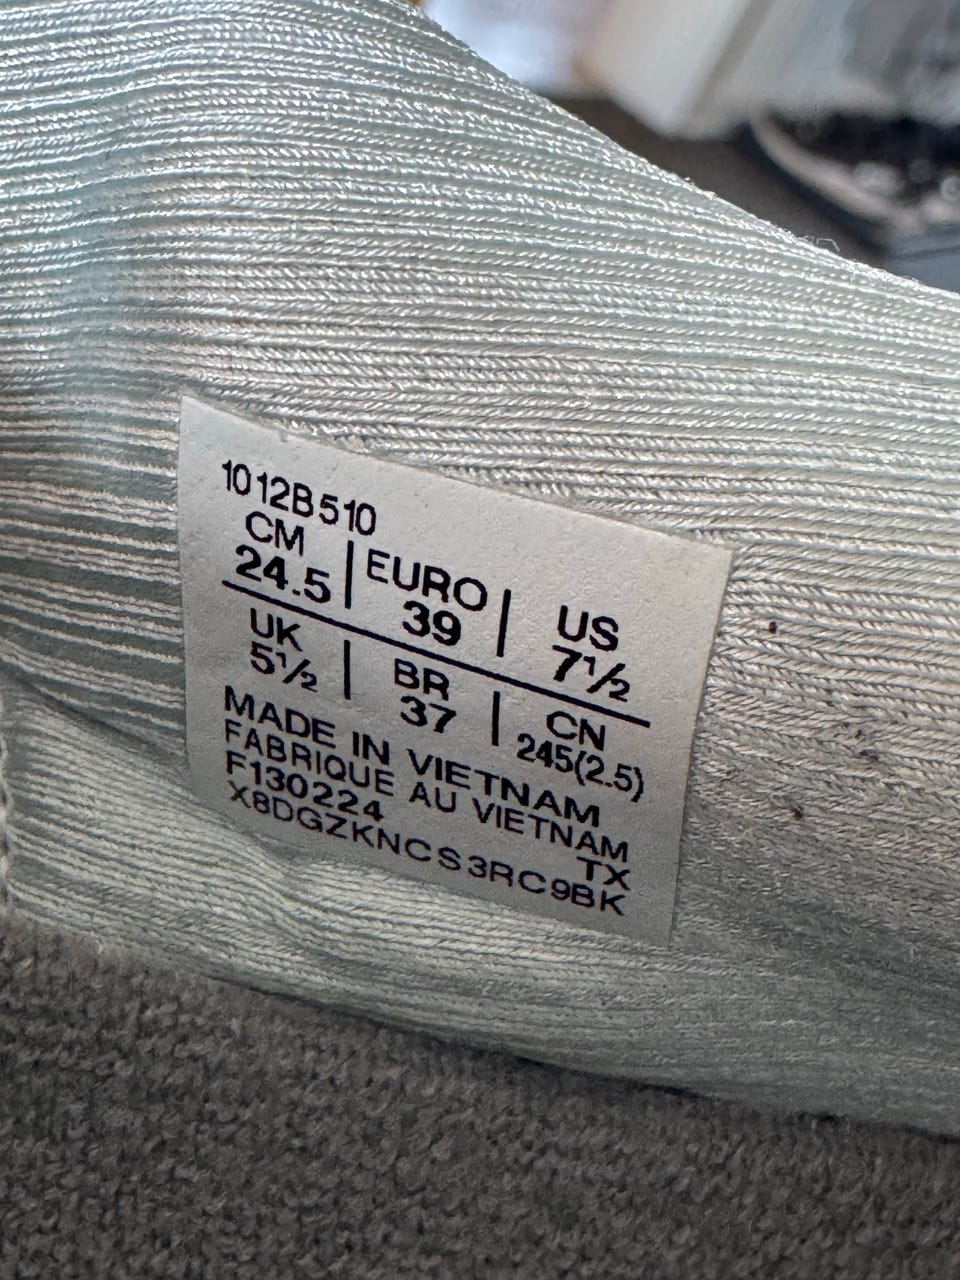 1012B510
CM | EURO | US
24.5 39 7½
UK | BR | CN
5½ 37 245(2.5)
MADE IN VIETNAM
FABRIQUE AU VIETNAM
F130224 TX
X8DGZKNCS3RC9BK